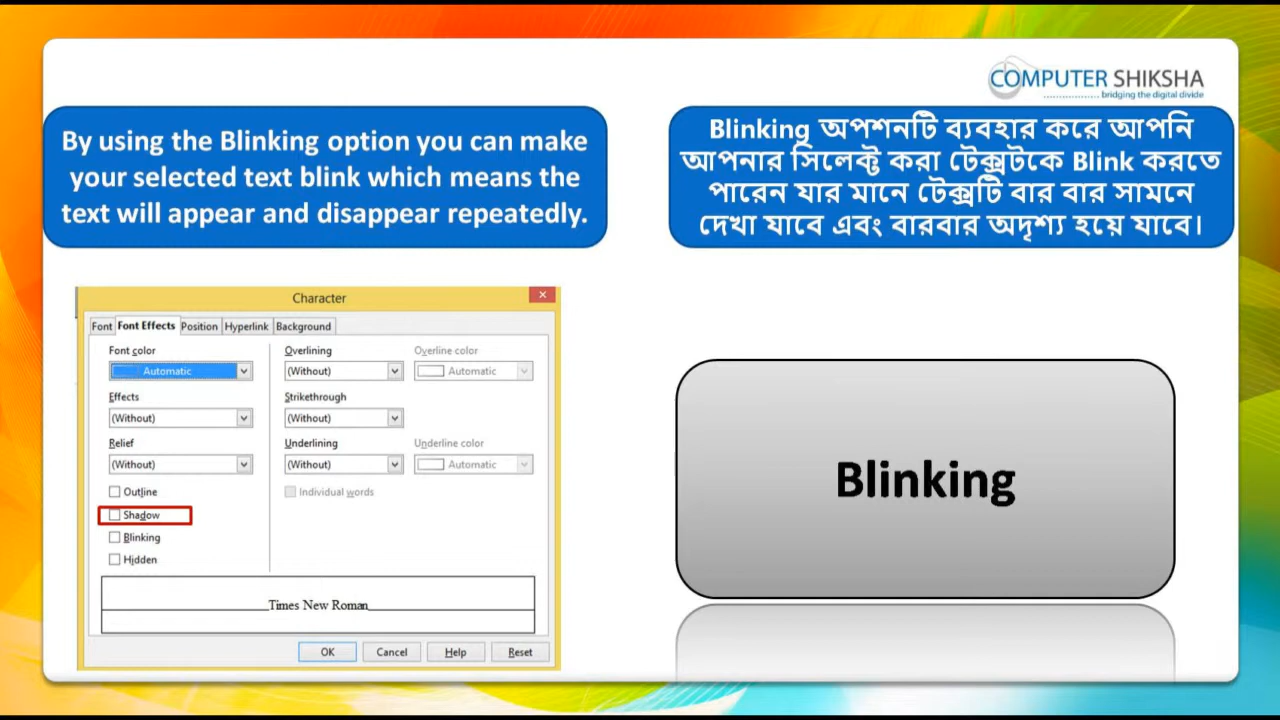 COMPUTER SHIKSHA
bridging the digital divide
By using the Blinking option you can make
your selected text blink which means the
text will appear and disappear repeatedly.
Blinking অপশনটি ব্যবহার করে আপনি
আপনার সিলেক্ট করা টেক্সটকে Blink করতে
পারেন যার মানে টেক্সটি বার বার সামনে
দেখা যাবে এবং বারবার অদৃশ্য হয়ে যাবে।
Character
Font Font Effects Position Hyperlink Background
Font color Overlining Overline color
Automatic (Without) Automatic
Effects Strikethrough
(Without) (Without)
Relief Underlining Underline color
(Without) (Without) Automatic
Outline Individual words
Shadow
Blinking
Hidden
Times New Roman
OK Cancel Help Reset
Blinking